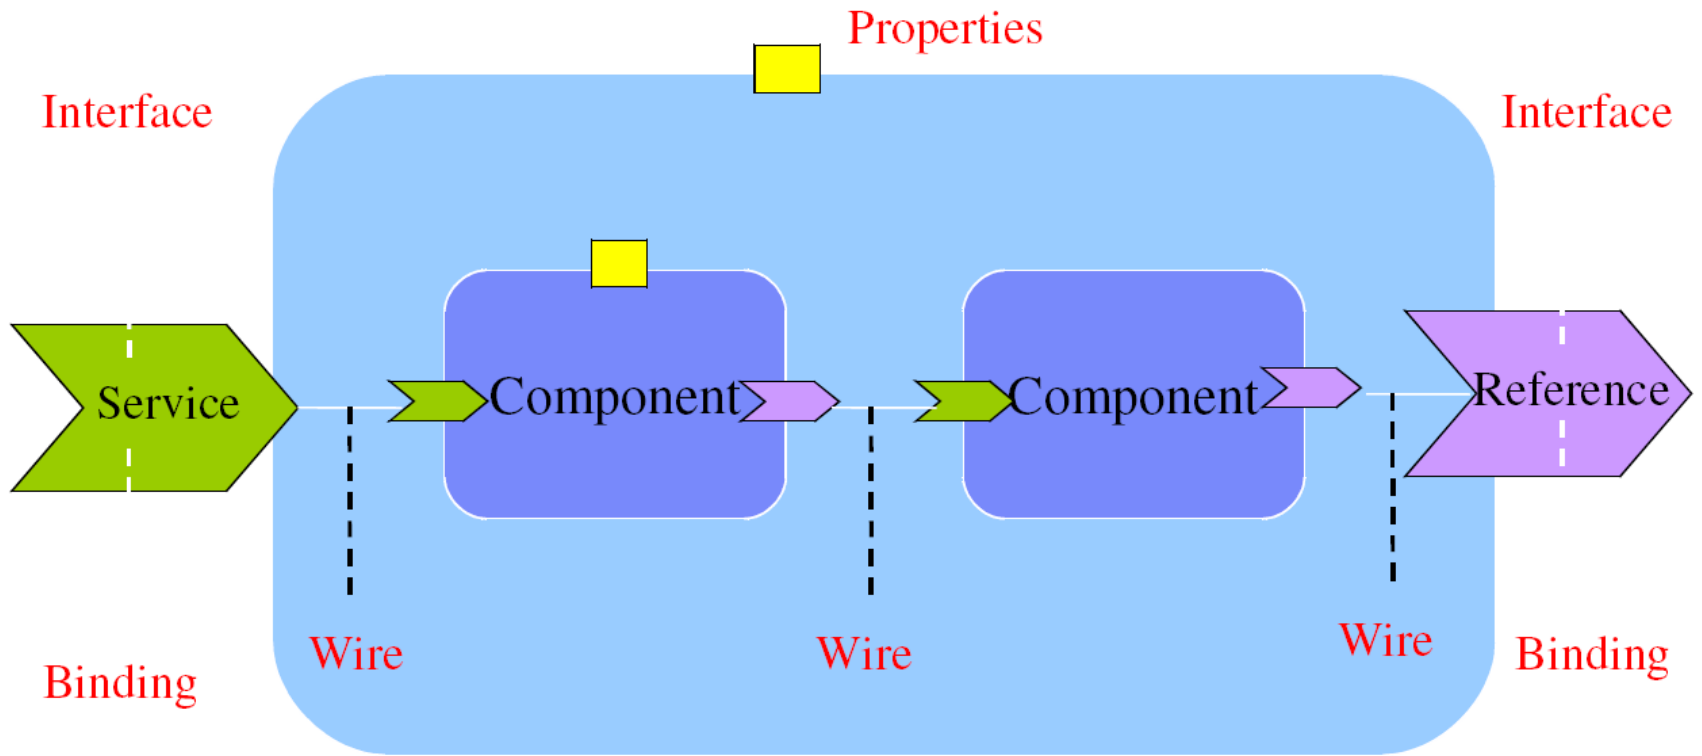 Properties
Interface
Interface
Service
Component
Component
Reference
Wire
Wire
Wire
Binding
Binding